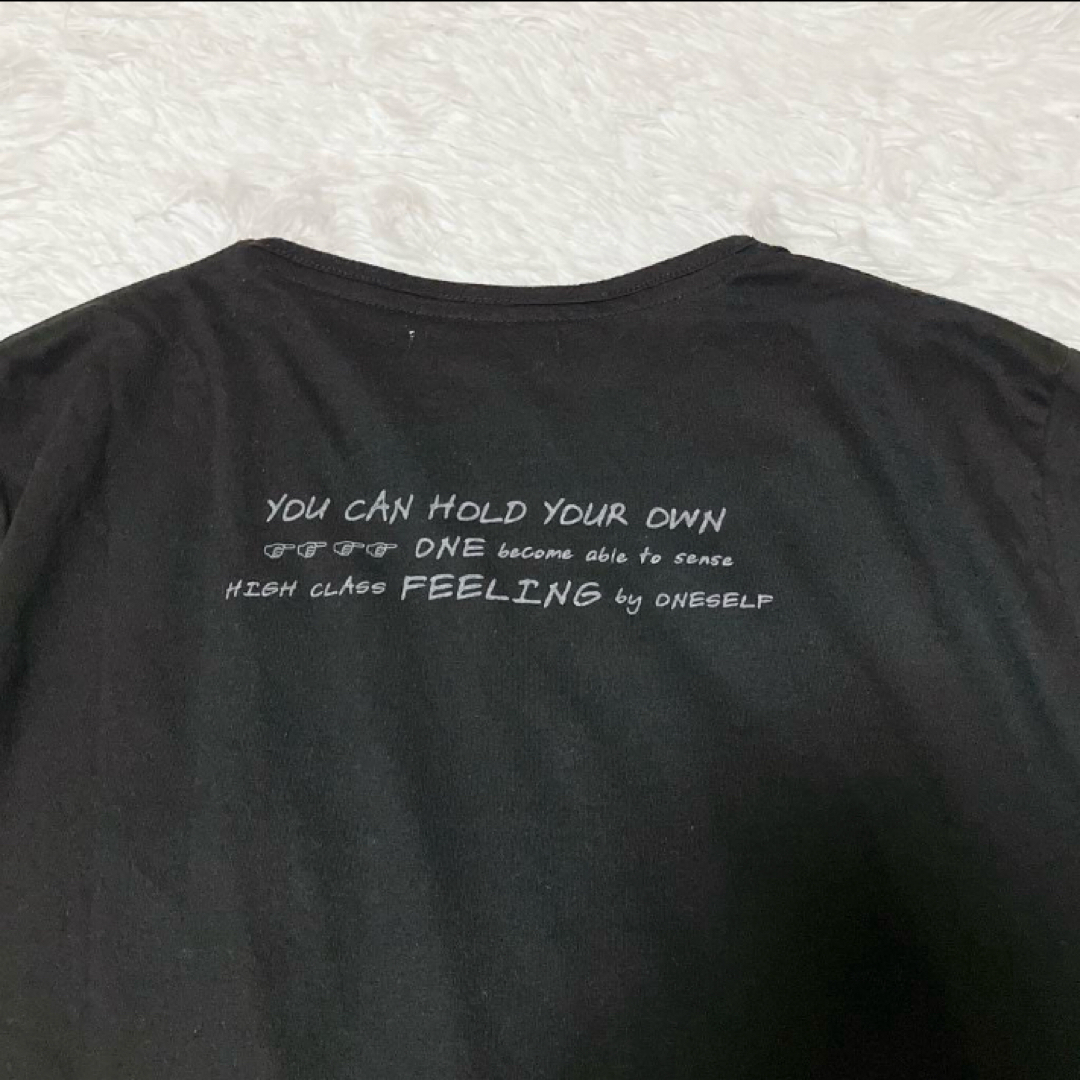 YOU CAN HOLD YOUR OWN
☞☞☞☞ ONE become able to sense
HIGH CLASS FEELING by ONESELF